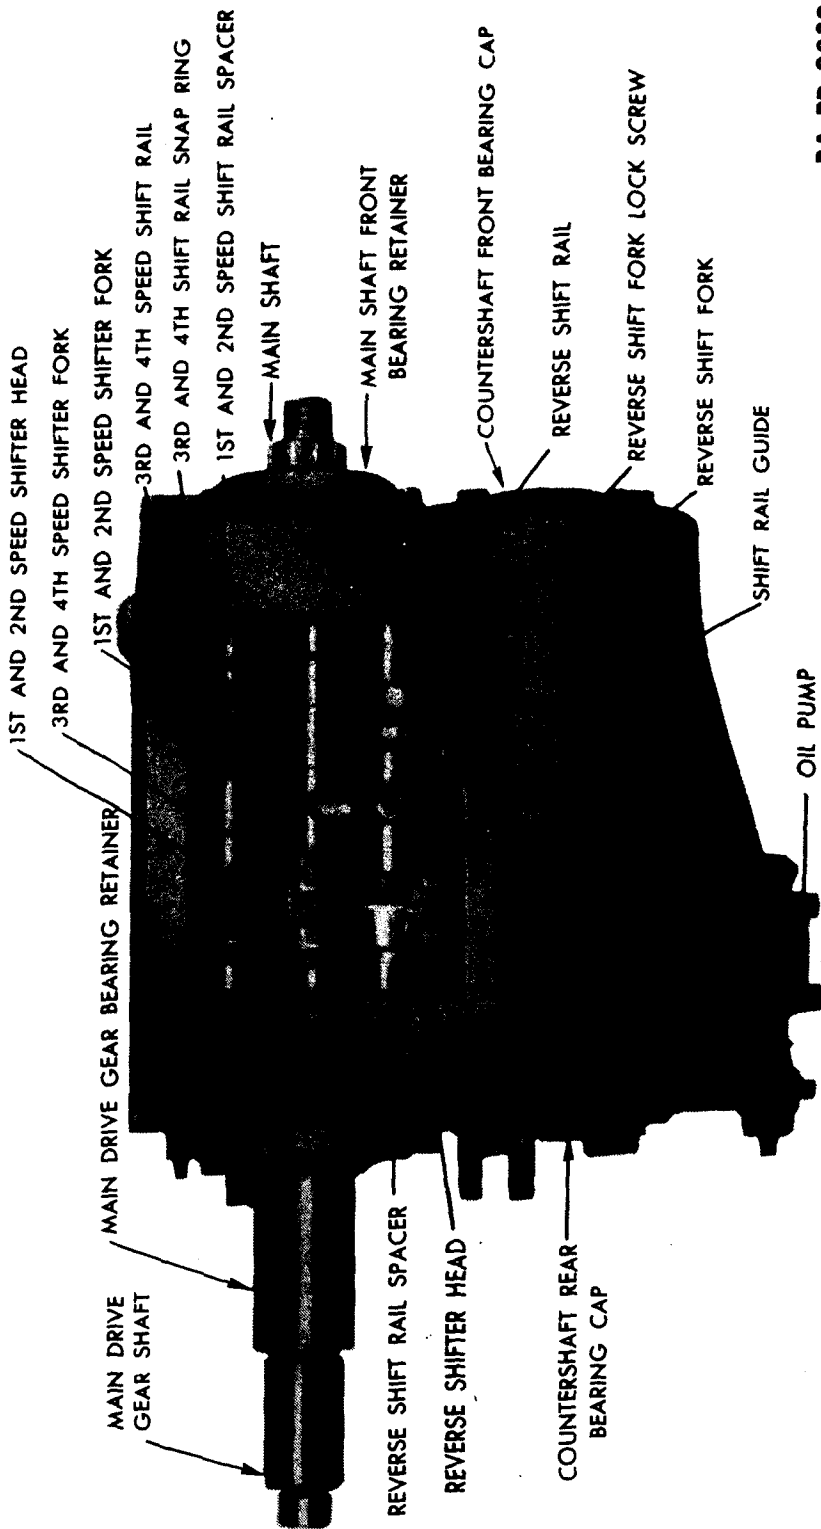 1ST AND 2ND SPEED SHIFTER HEAD
3RD AND 4TH SPEED SHIFTER FORK
1ST AND 2ND SPEED SHIFTER FORK
3RD AND 4TH SPEED SHIFT RAIL
3RD AND 4TH SHIFT RAIL SNAP RING
1ST AND 2ND SPEED SHIFT RAIL SPACER
MAIN DRIVE GEAR BEARING RETAINER
MAIN DRIVE
GEAR SHAFT
MAIN SHAFT
MAIN SHAFT FRONT
BEARING RETAINER
REVERSE SHIFT RAIL SPACER
REVERSE SHIFTER HEAD
COUNTERSHAFT REAR
BEARING CAP
COUNTERSHAFT FRONT BEARING CAP
REVERSE SHIFT RAIL
REVERSE SHIFT FORK LOCK SCREW
REVERSE SHIFT FORK
SHIFT RAIL GUIDE
OIL PUMP